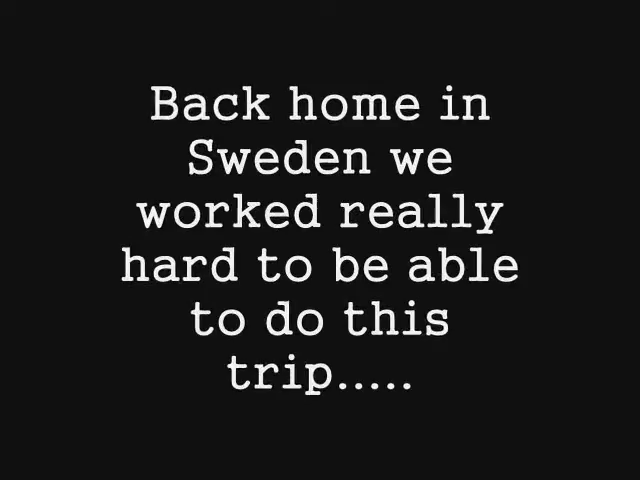 Back home in
Sweden we
worked really
hard to be able
to do this
trip.....